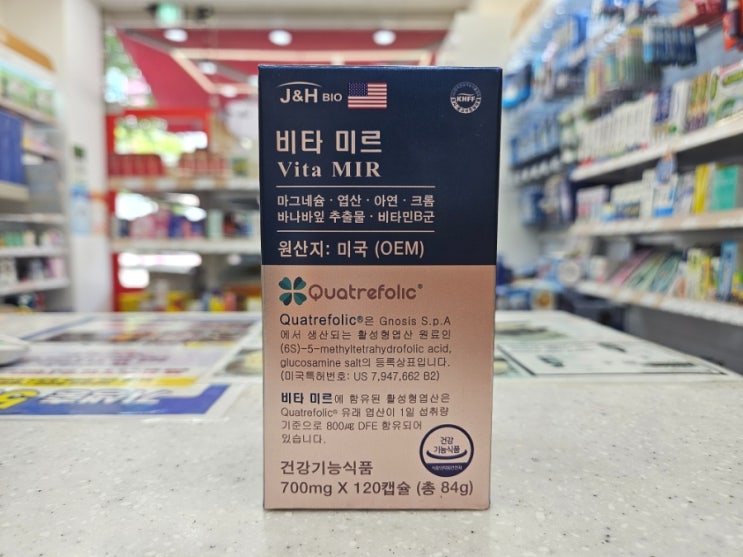 J&H BIO
KHFF
비타 미르
Vita MIR
마그네슘 · 엽산 · 아연 · 크롬
바나바잎 추출물 · 비타민B군
원산지: 미국 (OEM)
Quatrefolic®
Quatrefolic®은 Gnosis S.p.A
에서 생산되는 활성형엽산 원료인
(6S)-5-methyltetrahydrofolic acid,
glucosamine salt의 등록상표입니다.
(미국특허번호: US 7,947,662 B2)
비타 미르에 함유된 활성형엽산은
Quatrefolic® 유래 엽산이 1일 섭취량
기준으로 800㎍ DFE 함유되어
있습니다.
건강
기능식품
건강기능식품
700mg X 120캡슐 (총 84g)